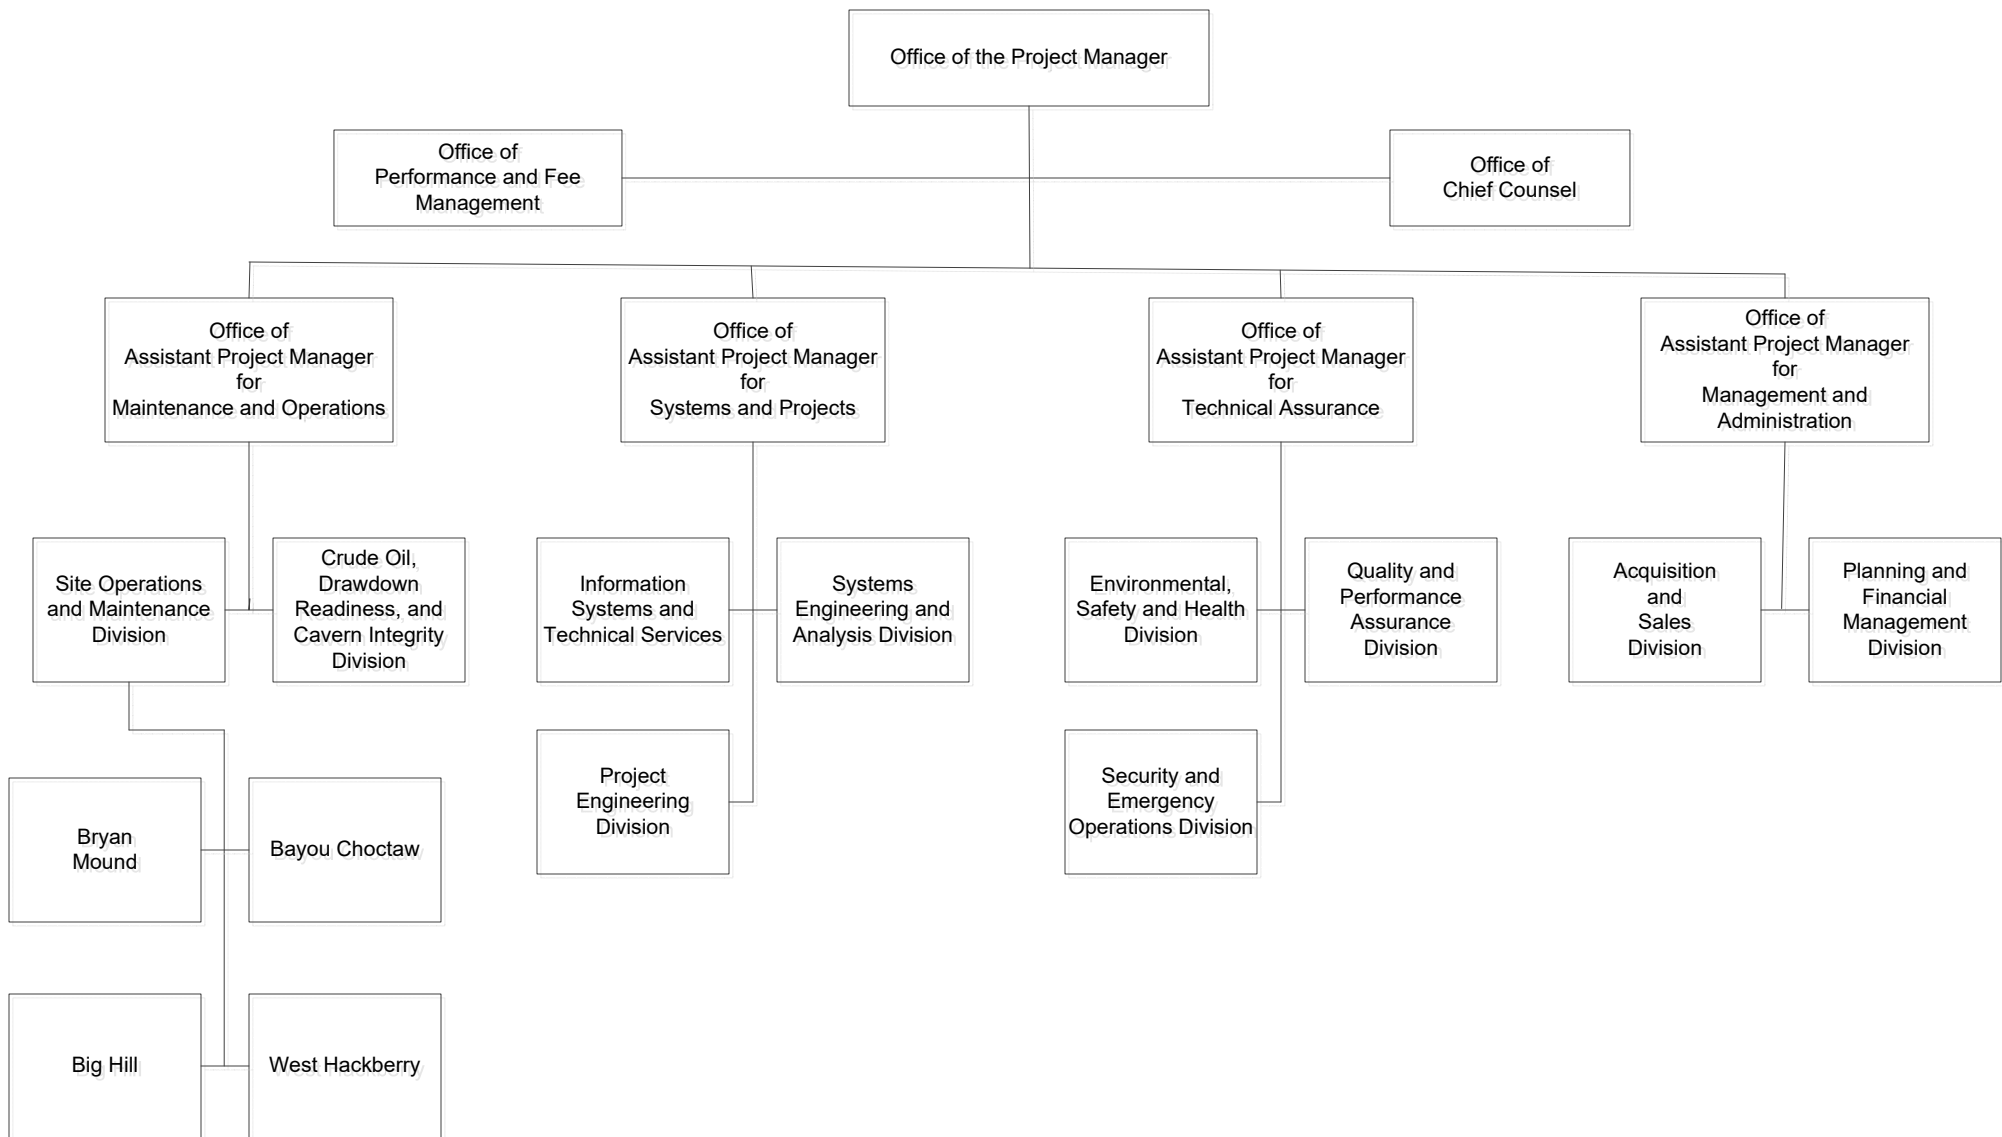 Office of the Project Manager
Office of
Performance and Fee
Management
Office of
Chief Counsel
Office of
Assistant Project Manager
for
Maintenance and Operations
Office of
Assistant Project Manager
for
Systems and Projects
Office of
Assistant Project Manager
for
Technical Assurance
Office of
Assistant Project Manager
for
Management and
Administration
Site Operations
and Maintenance
Division
Crude Oil,
Drawdown
Readiness, and
Cavern Integrity
Division
Information
Systems and
Technical Services
Systems
Engineering and
Analysis Division
Environmental,
Safety and Health
Division
Quality and
Performance
Assurance
Division
Acquisition
and
Sales
Division
Planning and
Financial
Management
Division
Project
Engineering
Division
Security and
Emergency
Operations Division
Bryan
Mound
Bayou Choctaw
Big Hill
West Hackberry